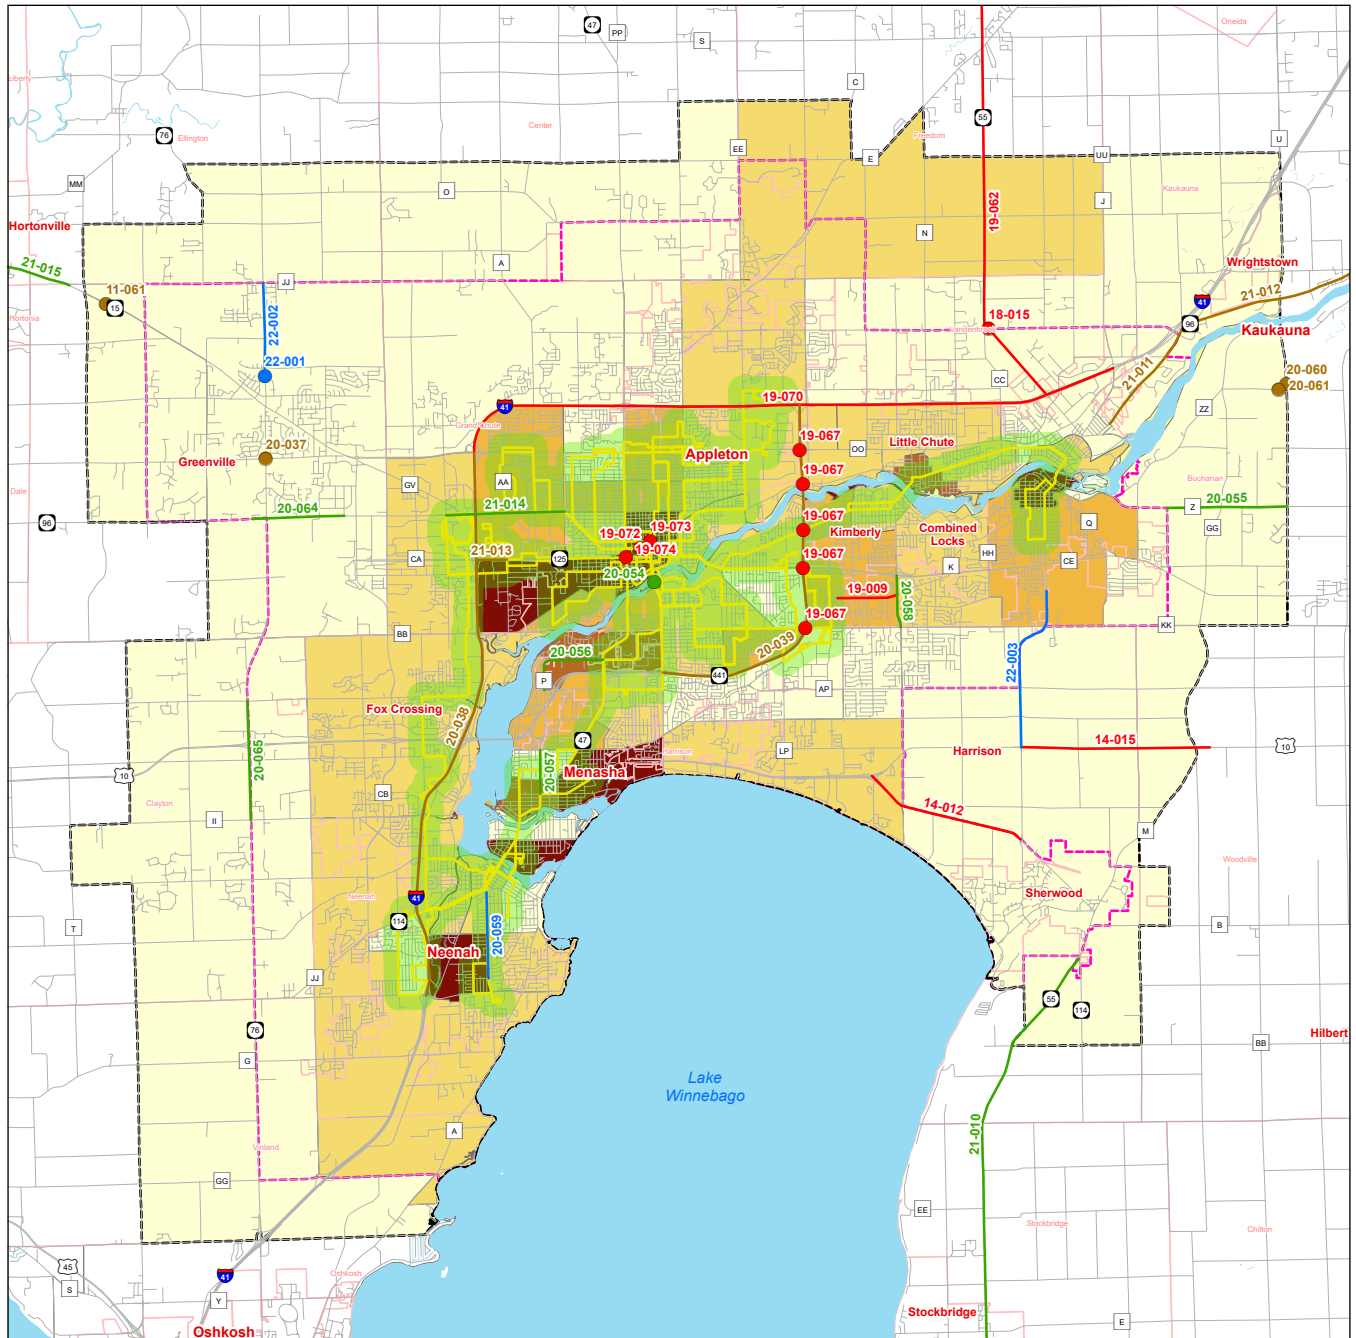 47
PP
S
Oneida
Liberty
C
55
76
Ellington
Center
Freedom
U
EE
E
UU
MM
O
Kaukauna
J
19-062
Hortonville
N
21-015
A
Wrightstown
JJ
11-061
15
22-002
41
21-012
Hortonia
18-015
Vandenbroek
96
Kaukauna
22-001
21-011
20-060
20-061
CC
19-070
41
ZZ
Grand Chute
19-067
Little Chute
Appleton
OO
20-037
Greenville
AA
GV
19-067
Buchanan
Dale
96
20-064
21-014
20-055
Z
GG
19-073
19-072
19-067
Kimberly
Combined
Locks
Q
21-013
125
19-074
HH
CA
CE
20-054
19-067
K
19-009
20-058
BB
19-067
KK
20-056
20-039
22-003
P
441
AP
Fox Crossing
20-038
47
14-015
LP
Harrison
Harrison
10
10
20-065
20-057
Menasha
CB
Clayton
II
14-012
M
Woodville
Sherwood
41
Neenah
114
T
B
20-059
Neenah
JJ
55
114
76
Hilbert
G
BB
Lake
Winnebago
21-010
A
Vinland
GG
EE
Stockbridge
Chilton
45
S
41
Oshkosh
Y
Stockbridge
E
Oshkosh